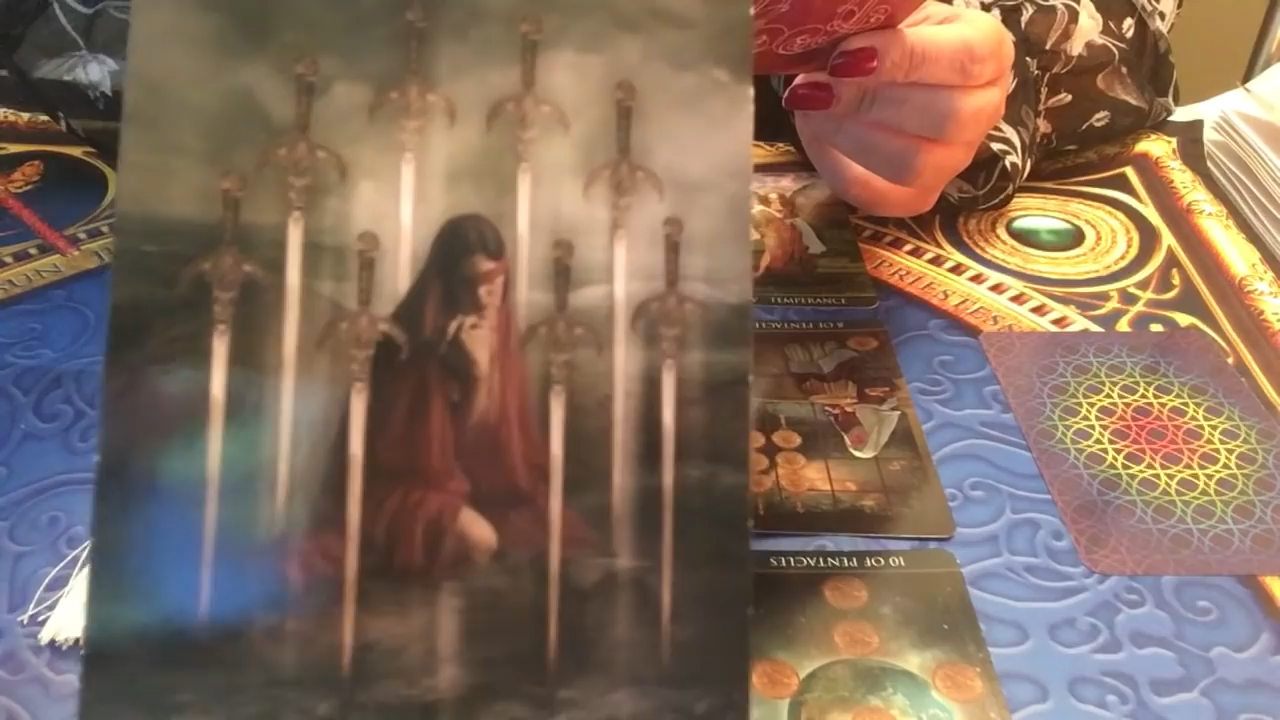 SUN
TEMPERANCE
PRIESTESS
8 OF PENTACLES
10 OF PENTACLES